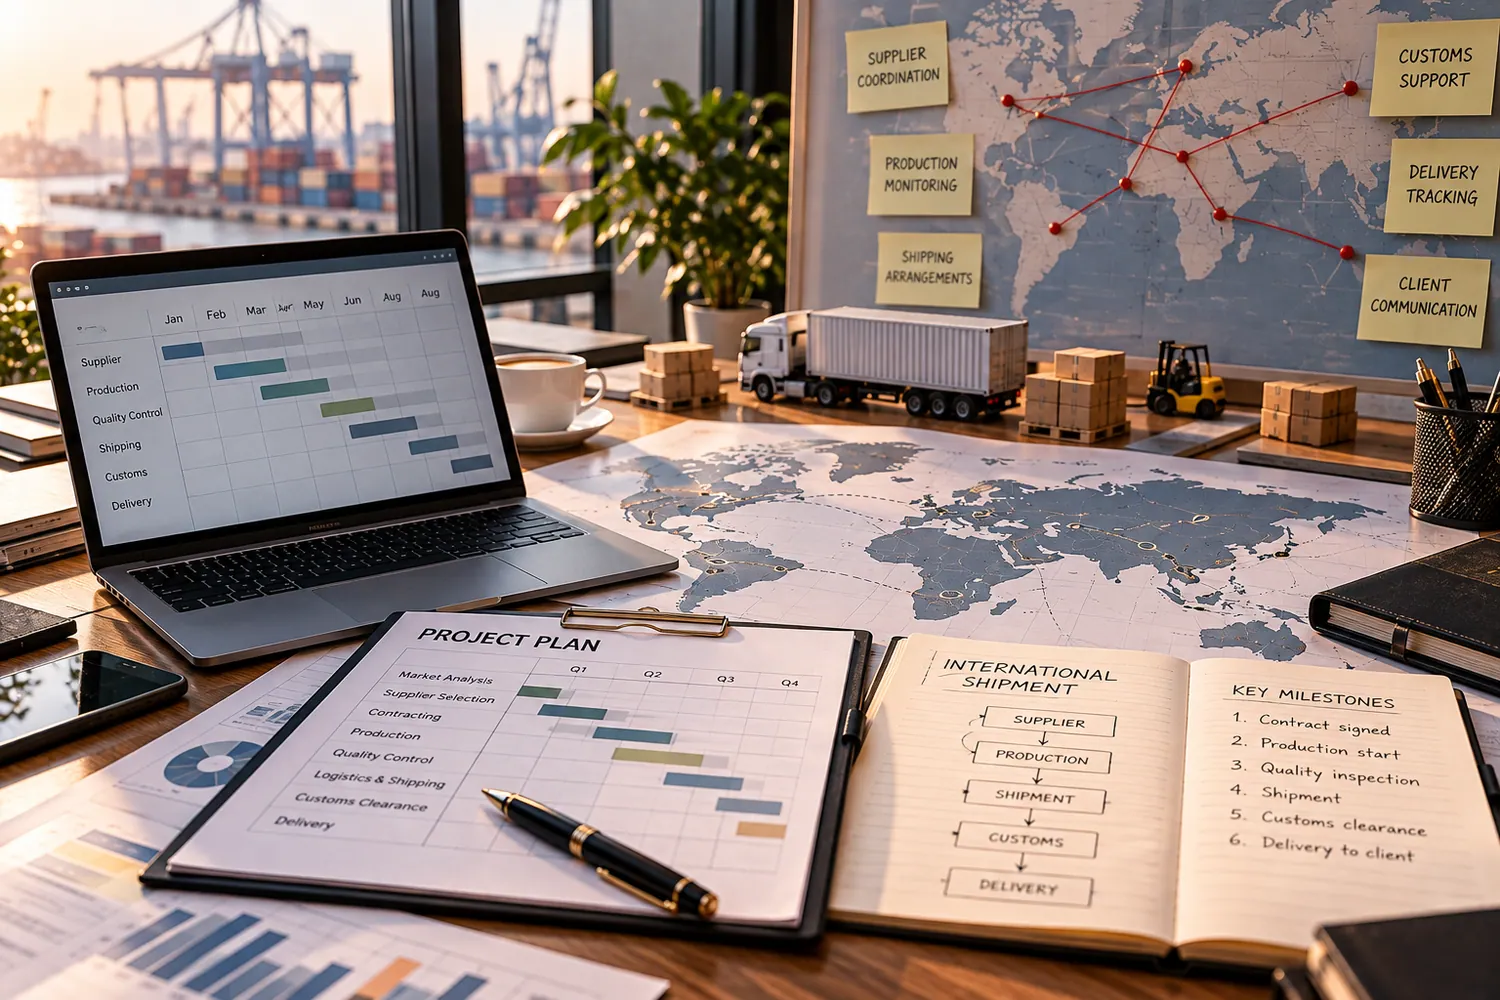 SUPPLIER
COORDINATION
PRODUCTION
MONITORING
SHIPPING
ARRANGEMENTS
CUSTOMS
SUPPORT
DELIVERY
TRACKING
CLIENT
COMMUNICATION
Jan Feb Mar Apr May Jun Aug Aug
Supplier
Production
Quality Control
Shipping
Customs
Delivery
PROJECT PLAN
Q1 Q2 Q3 Q4
Market Analysis
Supplier Selection
Contracting
Production
Quality Control
Logistics & Shipping
Customs Clearance
Delivery
INTERNATIONAL
SHIPMENT
SUPPLIER
PRODUCTION
SHIPMENT
CUSTOMS
DELIVERY
KEY MILESTONES
1. Contract signed
2. Production start
3. Quality inspection
4. Shipment
5. Customs clearance
6. Delivery to client